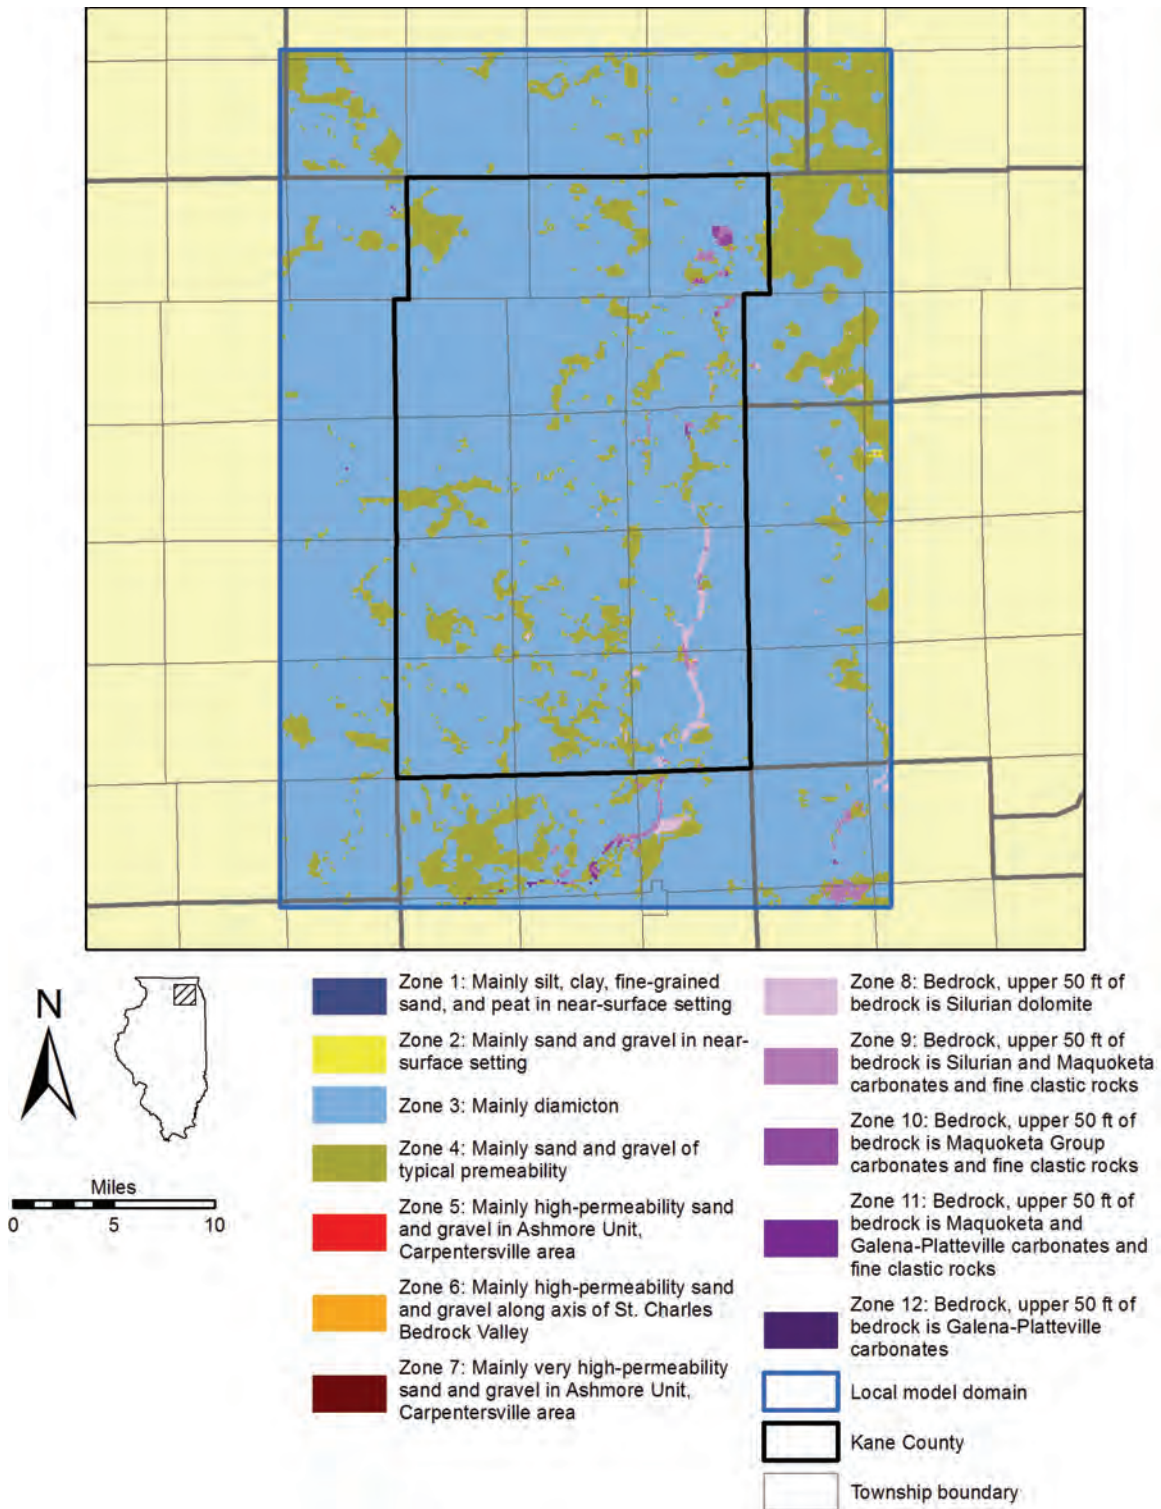 N
Miles
0 5 10
Zone 1: Mainly silt, clay, fine-grained
sand, and peat in near-surface setting
Zone 2: Mainly sand and gravel in near-
surface setting
Zone 3: Mainly diamicton
Zone 4: Mainly sand and gravel of
typical premeability
Zone 5: Mainly high-permeability sand
and gravel in Ashmore Unit,
Carpentersville area
Zone 6: Mainly high-permeability sand
and gravel along axis of St. Charles
Bedrock Valley
Zone 7: Mainly very high-permeability
sand and gravel in Ashmore Unit,
Carpentersville area
Zone 8: Bedrock, upper 50 ft of
bedrock is Silurian dolomite
Zone 9: Bedrock, upper 50 ft of
bedrock is Silurian and Maquoketa
carbonates and fine clastic rocks
Zone 10: Bedrock, upper 50 ft of
bedrock is Maquoketa Group
carbonates and fine clastic rocks
Zone 11: Bedrock, upper 50 ft of
bedrock is Maquoketa and
Galena-Platteville carbonates and
fine clastic rocks
Zone 12: Bedrock, upper 50 ft of
bedrock is Galena-Platteville
carbonates
Local model domain
Kane County
Township boundary